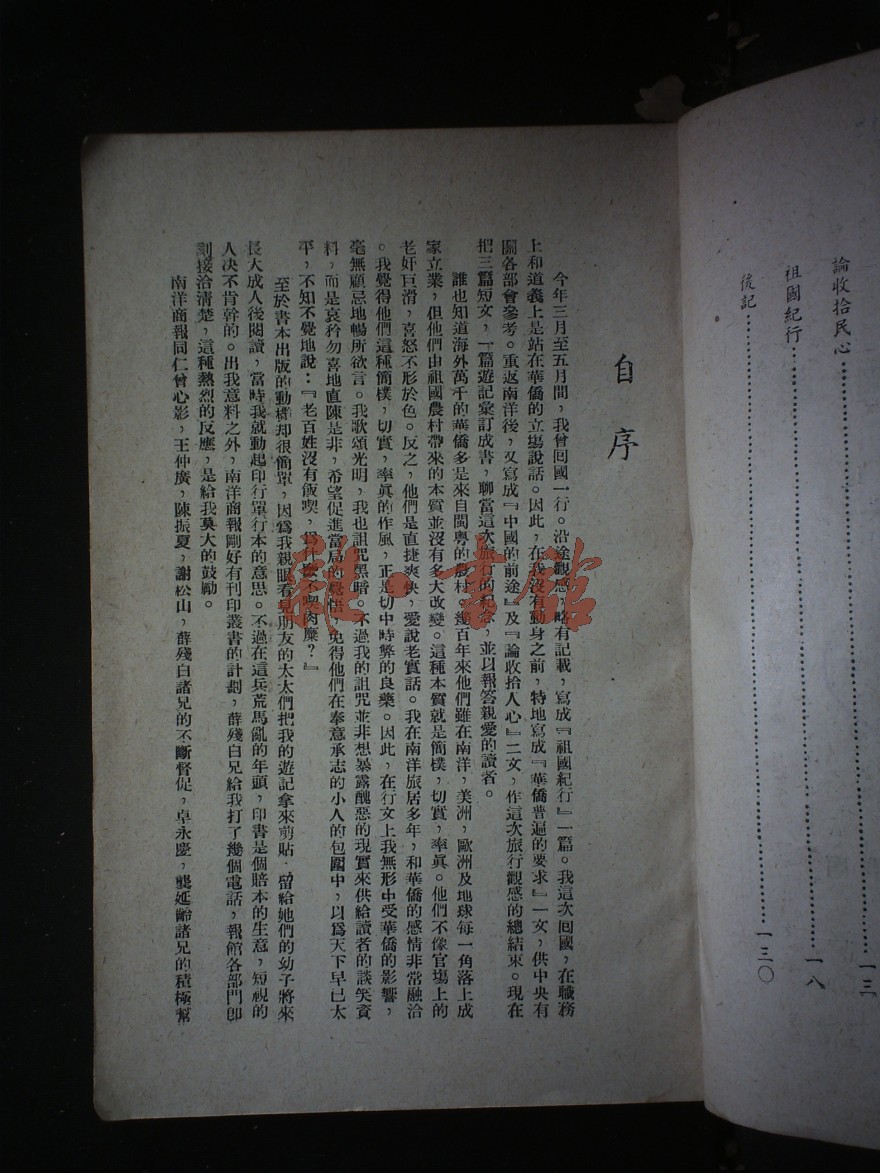 論收拾民心⋯⋯⋯⋯⋯⋯⋯⋯一三
祖國紀行⋯⋯⋯⋯⋯⋯⋯⋯一八
後記⋯⋯⋯⋯⋯⋯⋯⋯一三〇
自序
今年三月至五月間，我曾囘國一行。沿途觀感，略有記載，寫成『祖國紀行』一篇。我這次囘國，在職務
上和道義上是站在華僑的立塲說話。因此，在我沒有動身之前，特地寫成『華僑普遍的要求』一文，供中央有
關各部會參考。重返南洋後，又寫成『中國的前途』及『論收拾人心』二文，作這次旅行觀感的總結束。現在
把三篇短文，一篇遊記彙訂成書，聊當這次旅行的紀念，並以報答親愛的讀者。
誰也知道海外萬千的華僑多是來自閩粵的農村。幾百年來他們雖在南洋，美洲，歐洲及地球每一角落上成
家立業，但他們由祖國農村帶來的本質並沒有多大改變。這種本質就是簡樸，切實，率眞。他們不像官塲上的
老奸巨滑，喜怒不形於色。反之，他們是直捷爽快，愛說老實話。我在南洋旅居多年，和華僑的感情非常融洽
。我覺得他們這種簡樸，切實，率眞的作風，正是切中時弊的良藥。因此，在行文上我無形中受華僑的影響，
毫無顧忌地暢所欲言。我歌頌光明，我也詛咒黑暗。不過我的詛咒並非想暴露醜惡的現實來供給讀者的談笑資
料，而是哀矜勿喜地直陳是非，希望促進當局的覺悟，免得他們在奉意承志的小人的包圍中，以爲天下早已太
平，不知不覺地說：『老百姓沒有飯喫，爲什麼不喫肉糜？』
至於書本出版的動機却很簡單，因爲我親眼看見朋友的太太們把我的遊記拿來剪貼，留給她們的幼子將來
長大成人後閱讀，當時我就動起印行單行本的意思。不過在這兵荒馬亂的年頭，印書是個賠本的生意，短視的
人決不肯幹的。出我意料之外，南洋商報剛好有刊印叢書的計劃，薛殘白兄給我打了幾個電話，報館各部門卽
刻接洽清楚，這種熱烈的反應，是給我莫大的鼓勵。
南洋商報同仁曾心影，王仲廣，陳振夏，謝松山，薛殘白諸兄的不斷督促，卓永慶，龔延齡諸兄的積極幫